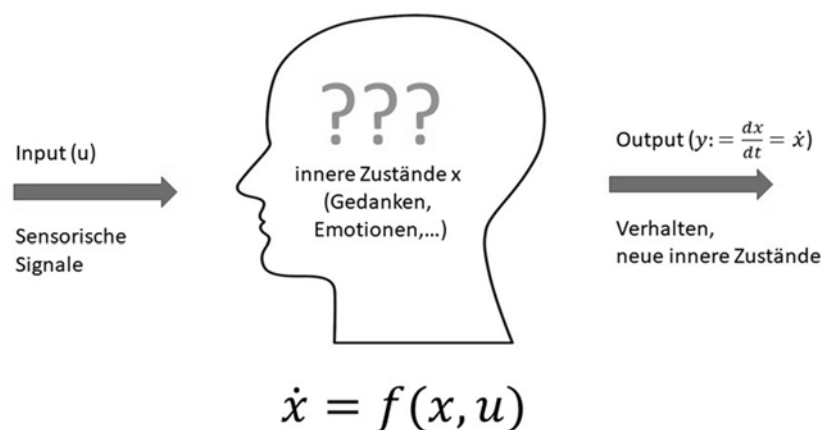 Input (u)
Sensorische
Signale
???
innere Zustände x
(Gedanken,
Emotionen,...)
Output (y: = dx/dt = ẋ)
Verhalten,
neue innere Zustände
ẋ = f(x, u)